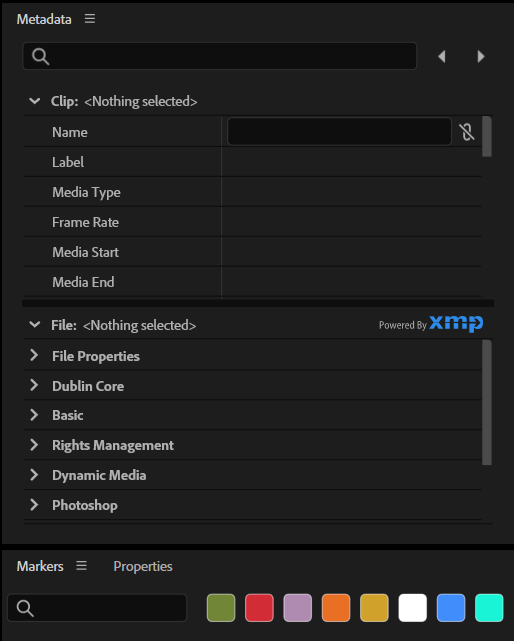 Metadata
Clip: <Nothing selected>
Name
Label
Media Type
Frame Rate
Media Start
Media End
File: <Nothing selected> Powered By xmp
File Properties
Dublin Core
Basic
Rights Management
Dynamic Media
Photoshop
Markers Properties